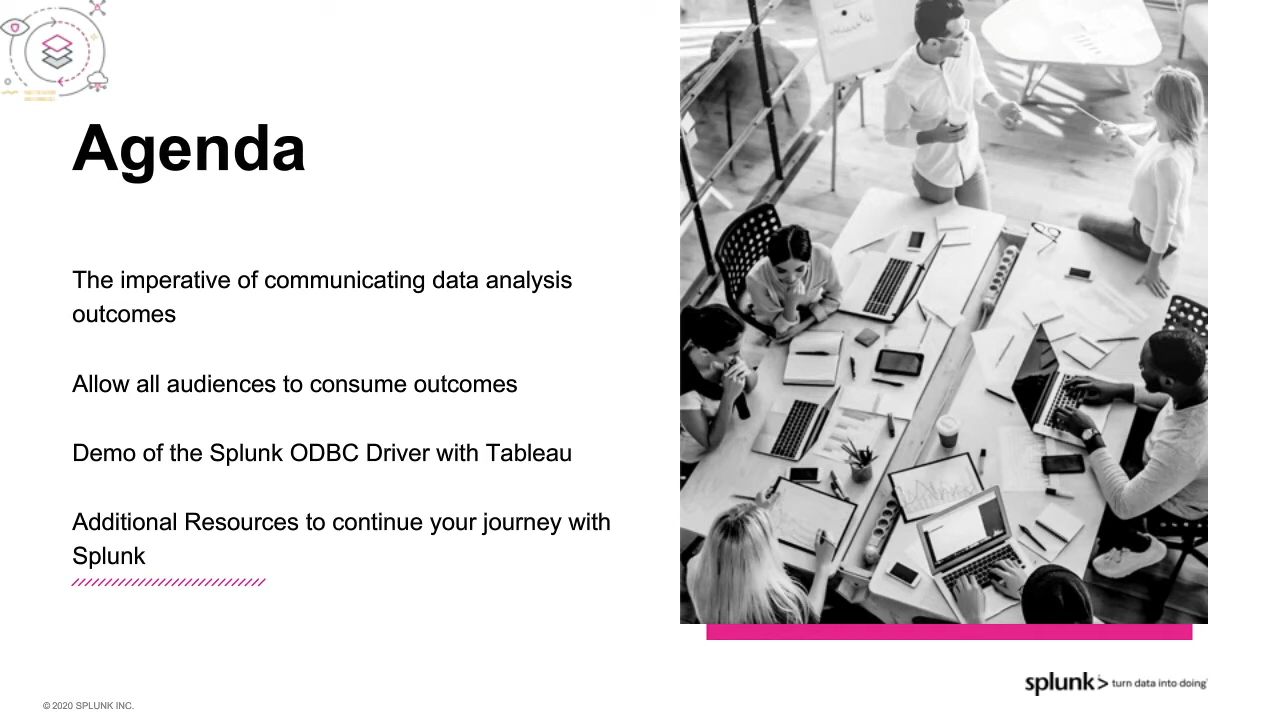 Agenda
The imperative of communicating data analysis
outcomes
Allow all audiences to consume outcomes
Demo of the Splunk ODBC Driver with Tableau
Additional Resources to continue your journey with
Splunk
splunk> turn data into doing
© 2020 SPLUNK INC.